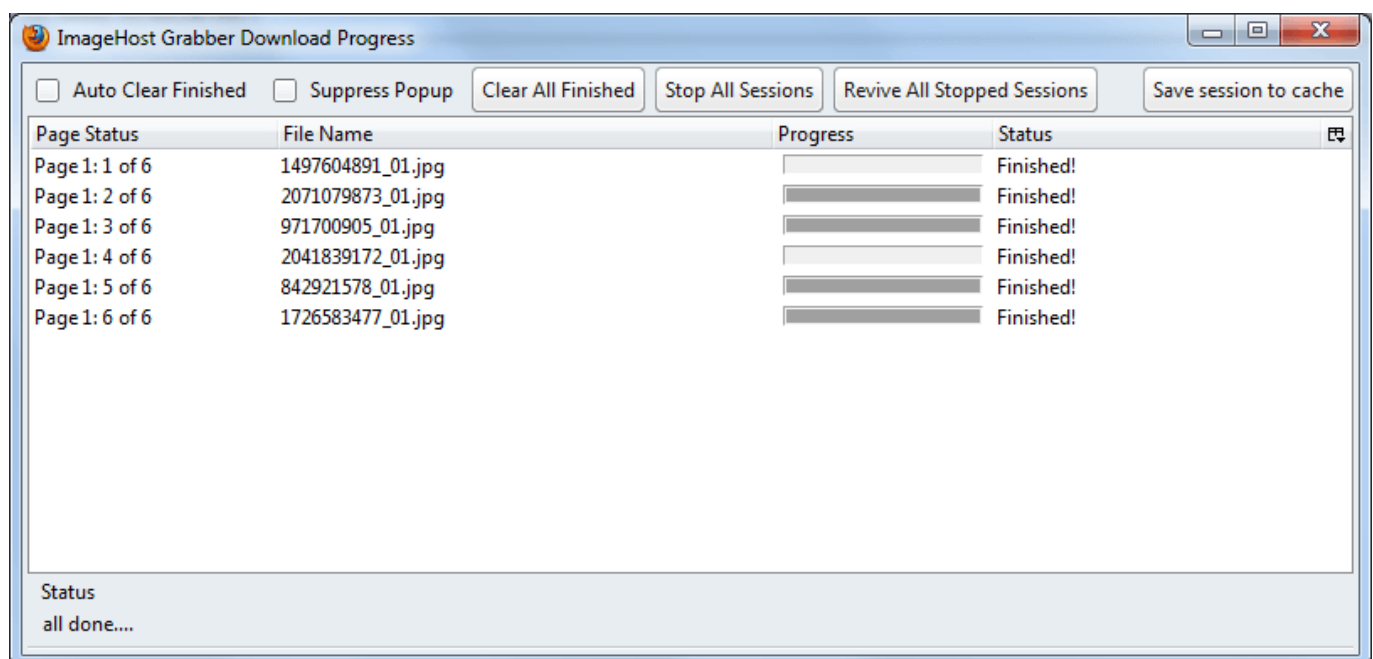 ImageHost Grabber Download Progress
Auto Clear Finished Suppress Popup Clear All Finished Stop All Sessions Revive All Stopped Sessions Save session to cache
Page Status File Name Progress Status
Page 1: 1 of 6 1497604891_01.jpg Finished!
Page 1: 2 of 6 2071079873_01.jpg Finished!
Page 1: 3 of 6 971700905_01.jpg Finished!
Page 1: 4 of 6 2041839172_01.jpg Finished!
Page 1: 5 of 6 842921578_01.jpg Finished!
Page 1: 6 of 6 1726583477_01.jpg Finished!
Status
all done....